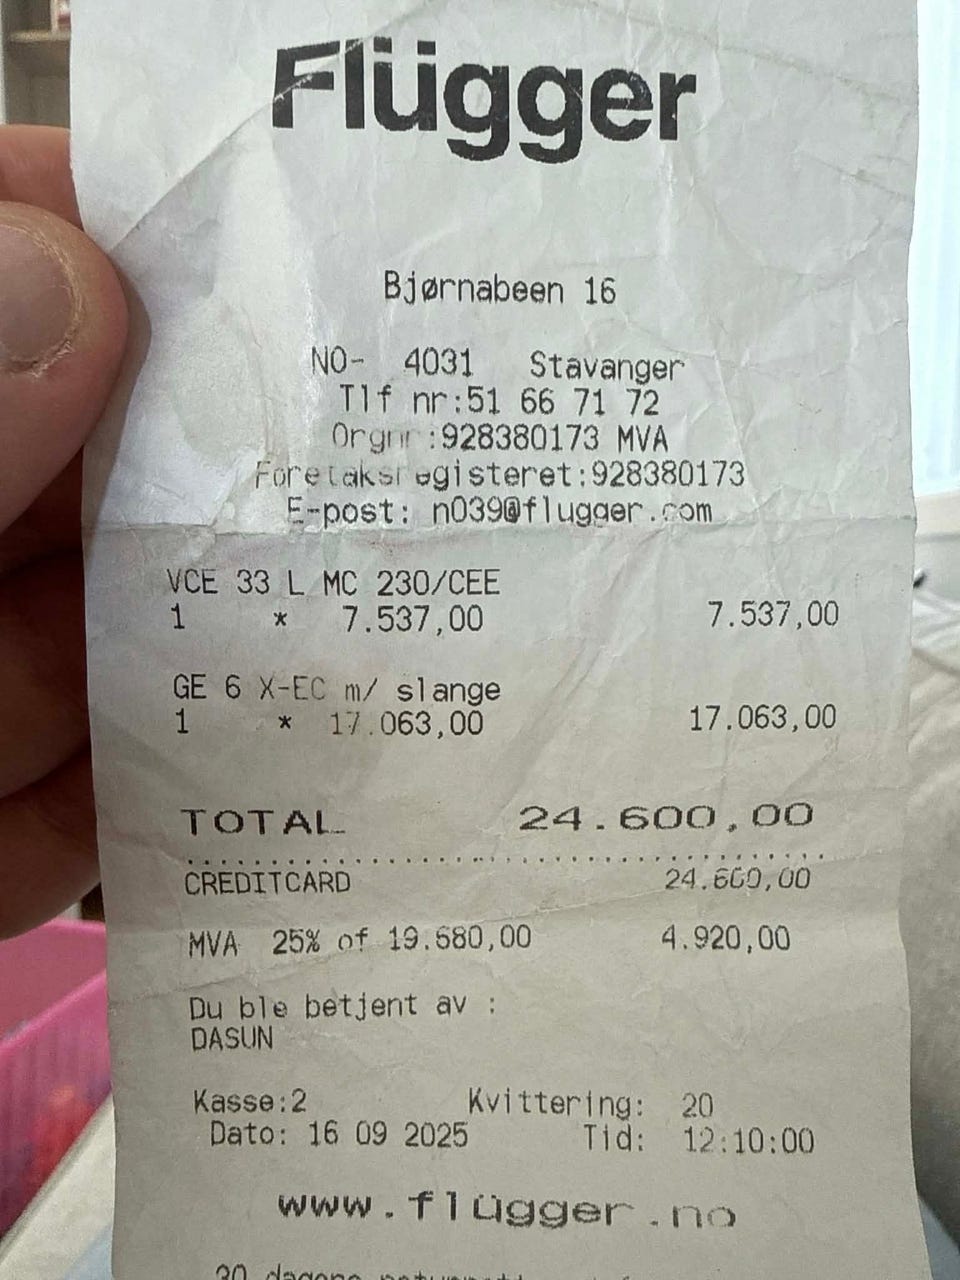 Flügger
Bjørnabeen 16
NO- 4031 Stavanger
Tlf nr:51 66 71 72
Orgnr:928380173 MVA
Foretaksregisteret:928380173
E-post: n039@flugger.com
VCE 33 L MC 230/CEE
1 * 7.537,00 7.537,00
GE 6 X-EC m/ slange
1 * 17.063,00 17.063,00
TOTAL 24.600,00
CREDITCARD 24.600,00
MVA 25% of 19.680,00 4.920,00
Du ble betjent av :
DASUN
Kasse:2 Kvittering: 20
Dato: 16 09 2025 Tid: 12:10:00
www.flügger.no
30 dagers